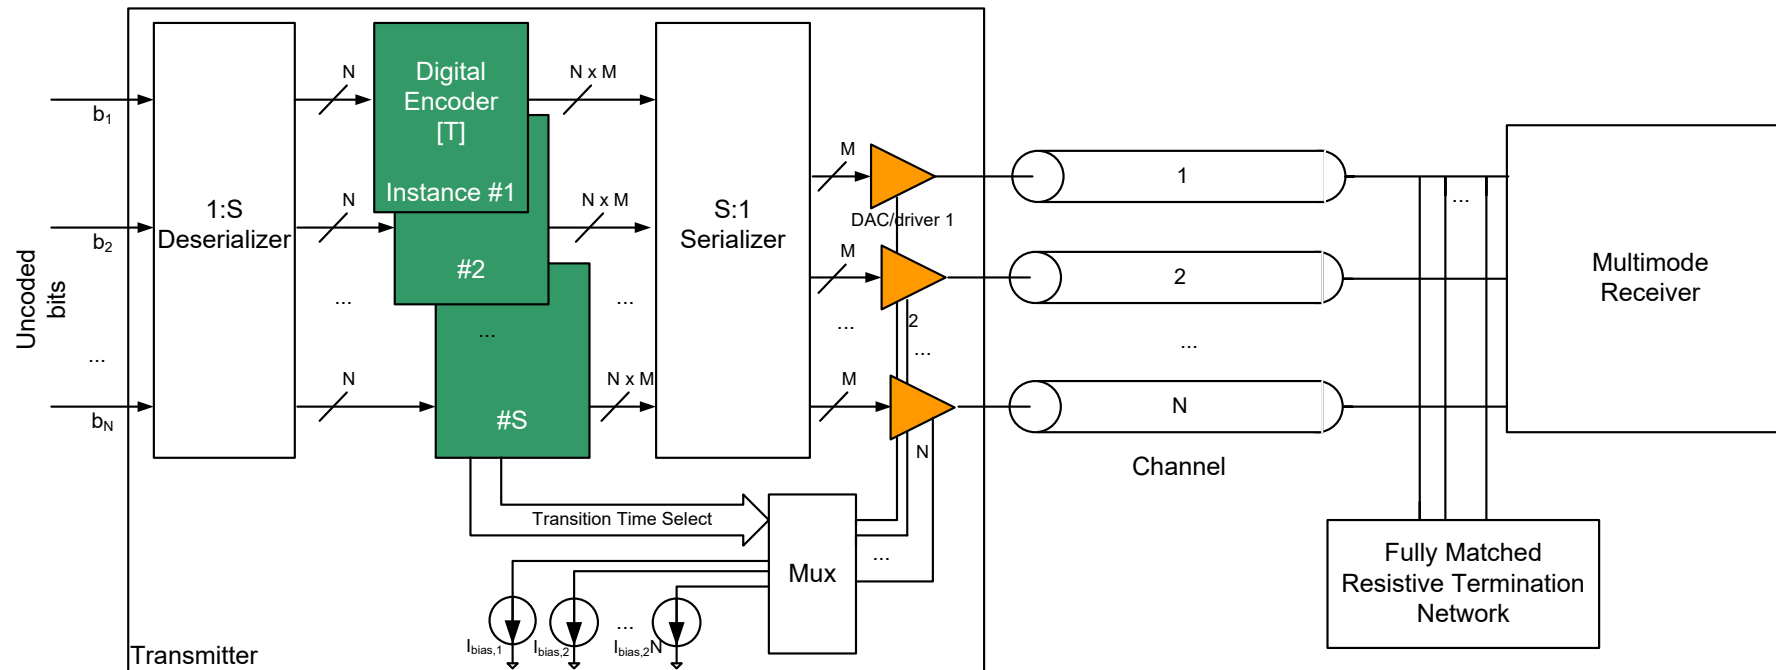 Uncoded
bits
b1
b2
...
bN
1:S
Deserializer
N
N
...
N
Digital
Encoder
[T]
Instance #1
#2
...
#S
N x M
N x M
...
N x M
S:1
Serializer
M
M
...
M
DAC/driver 1
2
...
N
Transition Time Select
Mux
...
Ibias,1
Ibias,2
...
Ibias,2N
Transmitter
1
2
...
N
Channel
...
Multimode
Receiver
Fully Matched
Resistive Termination
Network